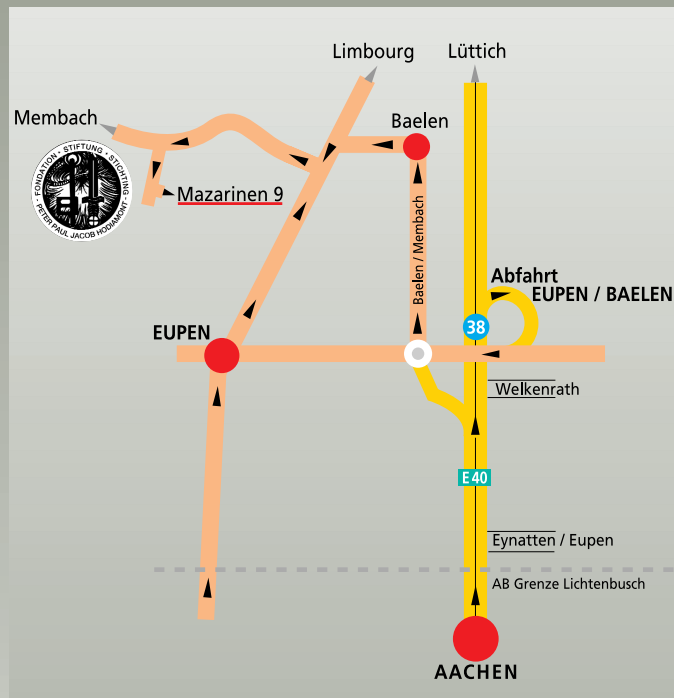 Limbourg
Lüttich
Membach
Baelen
FONDATION · STIFTUNG · STICHTING
PETER PAUL JACOB HODIAMONT
Mazarinen 9
Baelen / Membach
Abfahrt
EUPEN / BAELEN
38
EUPEN
Welkenrath
E 40
Eynatten / Eupen
AB Grenze Lichtenbusch
AACHEN